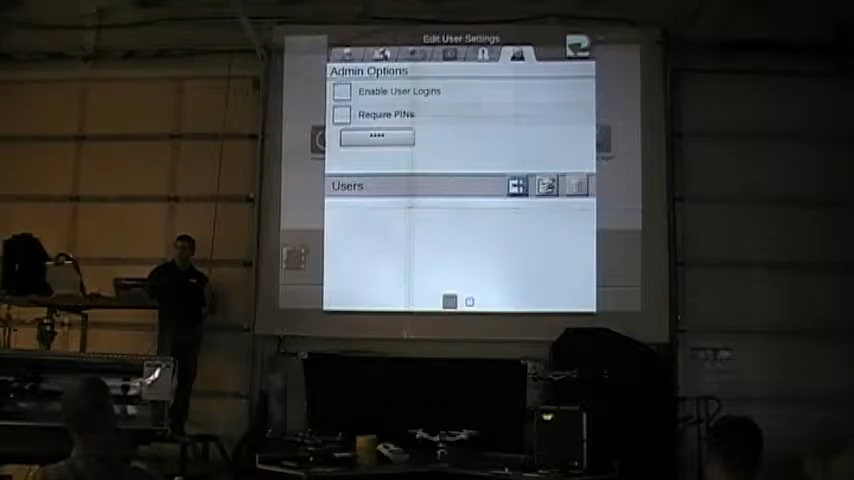 Edit User Settings
Admin Options
Enable User Logins
Require PINs
****
Users